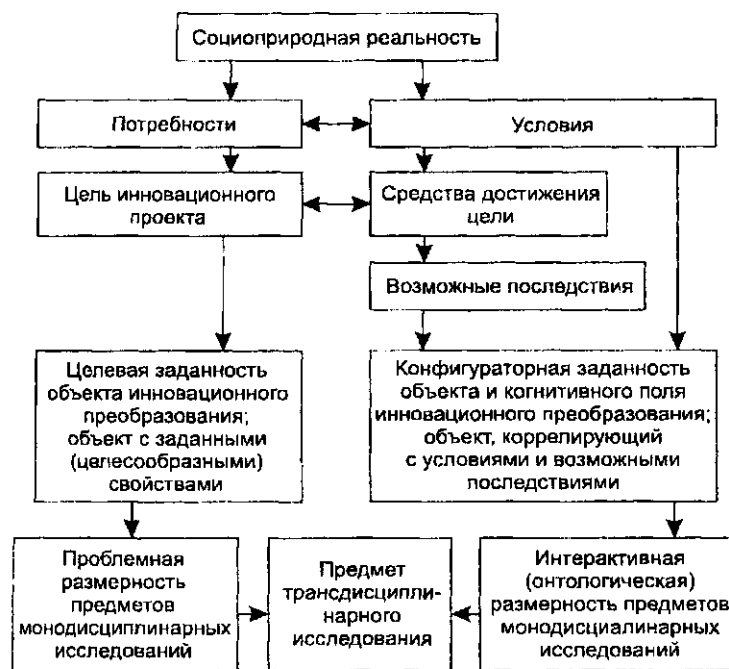 Социоприродная реальность
Потребности
Условия
Цель инновационного
проекта
Средства достижения
цели
Возможные последствия
Целевая заданность
объекта инновационного
преобразования;
объект с заданными
(целесообразными)
свойствами
Конфигураторная заданность
объекта и когнитивного поля
инновационного преобразования;
объект, коррелирующий
с условиями и возможными
последствиями
Проблемная
размерность
предметов
монодисциплинарных
исследований
Предмет
трансдисципли-
нарного
исследования
Интерактивная
(онтологическая)
размерность предметов
монодисциалинарных
исследований